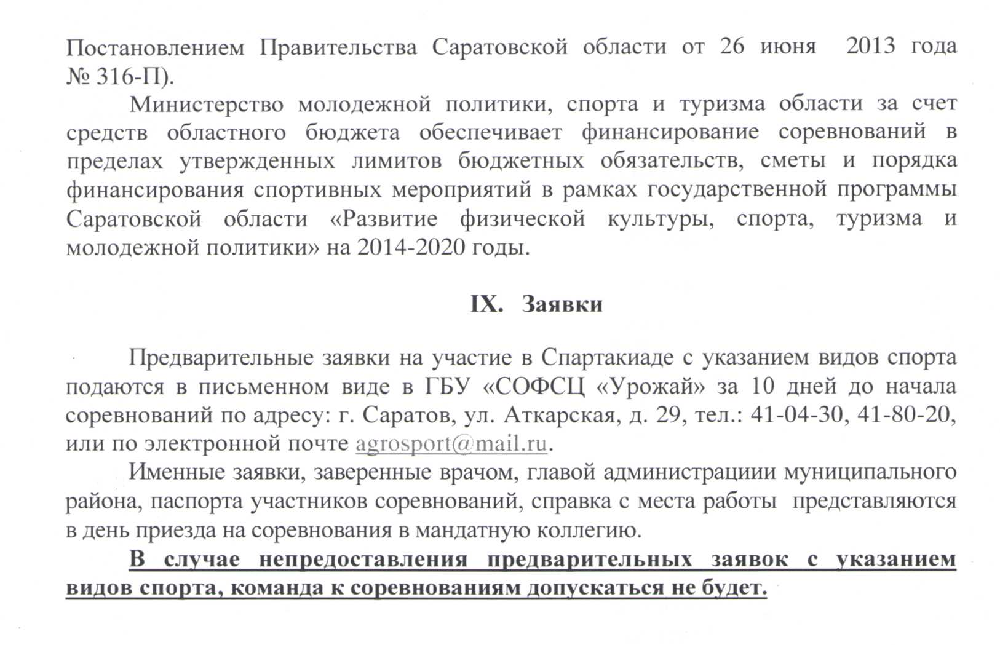 Постановлением Правительства Саратовской области от 26 июня 2013 года
№ 316-П).
Министерство молодежной политики, спорта и туризма области за счет
средств областного бюджета обеспечивает финансирование соревнований в
пределах утвержденных лимитов бюджетных обязательств, сметы и порядка
финансирования спортивных мероприятий в рамках государственной программы
Саратовской области «Развитие физической культуры, спорта, туризма и
молодежной политики» на 2014-2020 годы.
IX. Заявки
Предварительные заявки на участие в Спартакиаде с указанием видов спорта
подаются в письменном виде в ГБУ «СОФСЦ «Урожай» за 10 дней до начала
соревнований по адресу: г. Саратов, ул. Аткарская, д. 29, тел.: 41-04-30, 41-80-20,
или по электронной почте agrosport@mail.ru.
Именные заявки, заверенные врачом, главой администрациии муниципального
района, паспорта участников соревнований, справка с места работы представляются
в день приезда на соревнования в мандатную коллегию.
В случае непредоставления предварительных заявок с указанием
видов спорта, команда к соревнованиям допускаться не будет.